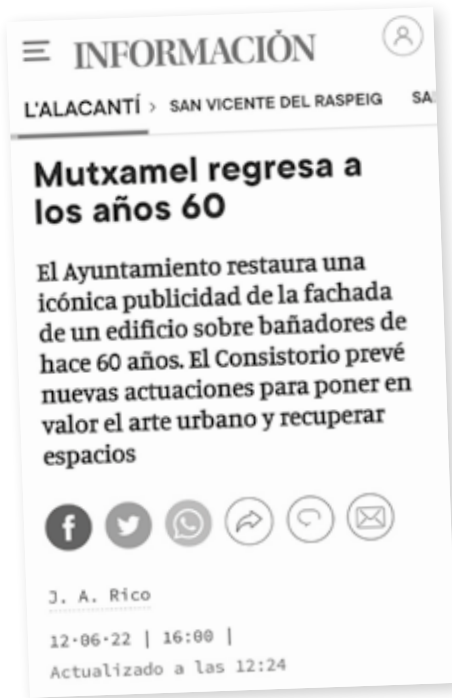 INFORMACIÓN
L'ALACANTÍ > SAN VICENTE DEL RASPEIG SA
Mutxamel regresa a
los años 60
El Ayuntamiento restaura una
icónica publicidad de la fachada
de un edificio sobre bañadores de
hace 60 años. El Consistorio prevé
nuevas actuaciones para poner en
valor el arte urbano y recuperar
espacios
J. A. Rico
12·06·22 | 16:00 |
Actualizado a las 12:24